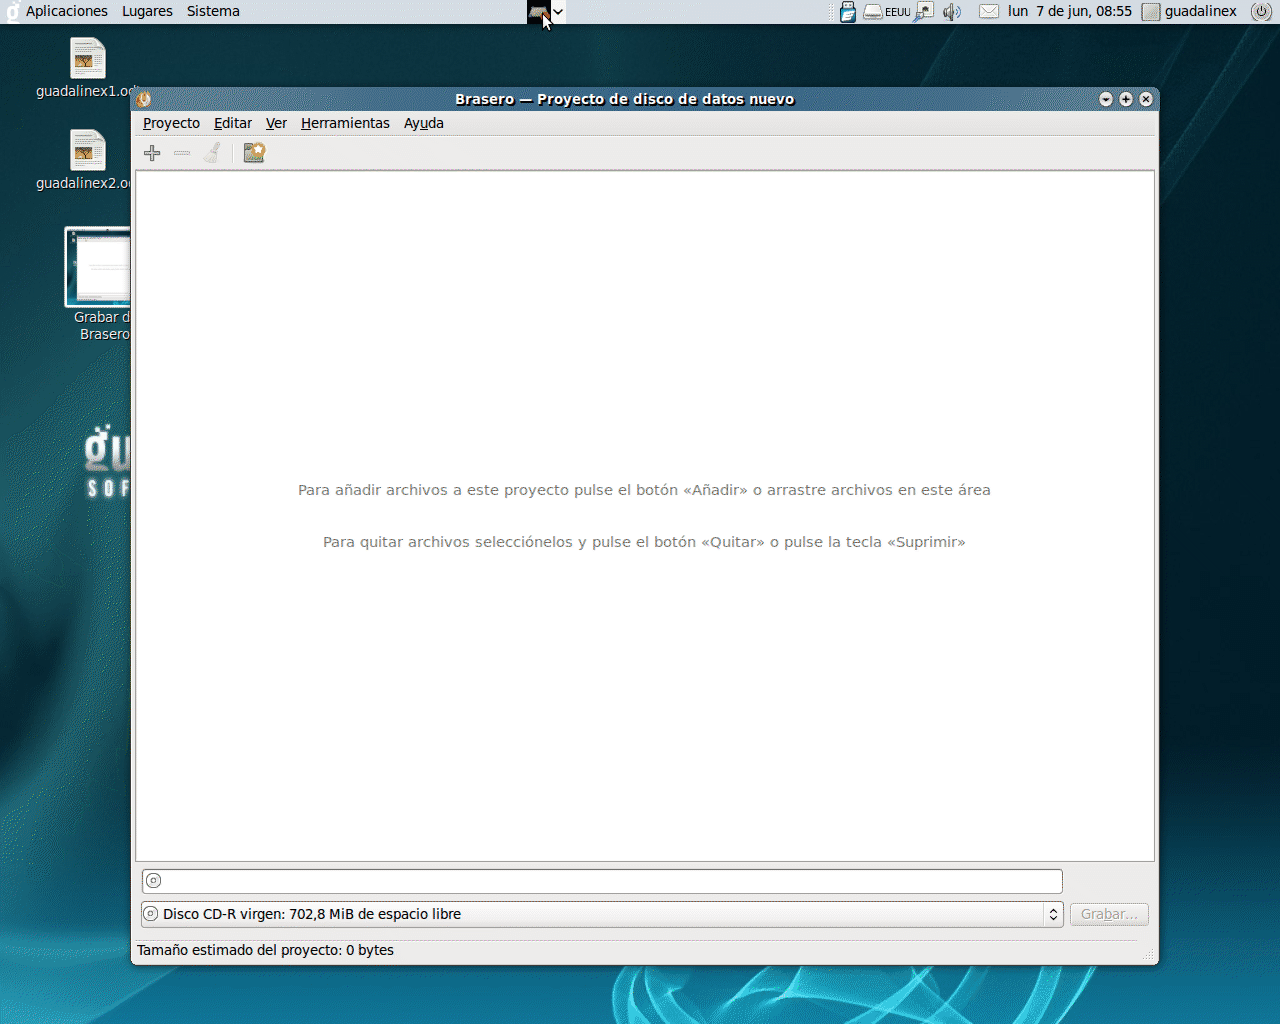 Aplicaciones Lugares Sistema
EEUU lun 7 de jun, 08:55 guadalinex
guadalinex1.od
guadalinex2.o
Grabar d
Brasero
gu
SOF
Brasero — Proyecto de disco de datos nuevo
Proyecto Editar Ver Herramientas Ayuda
Para añadir archivos a este proyecto pulse el botón «Añadir» o arrastre archivos en este área
Para quitar archivos selecciónelos y pulse el botón «Quitar» o pulse la tecla «Suprimir»
Disco CD-R virgen: 702,8 MiB de espacio libre
Grabar...
Tamaño estimado del proyecto: 0 bytes